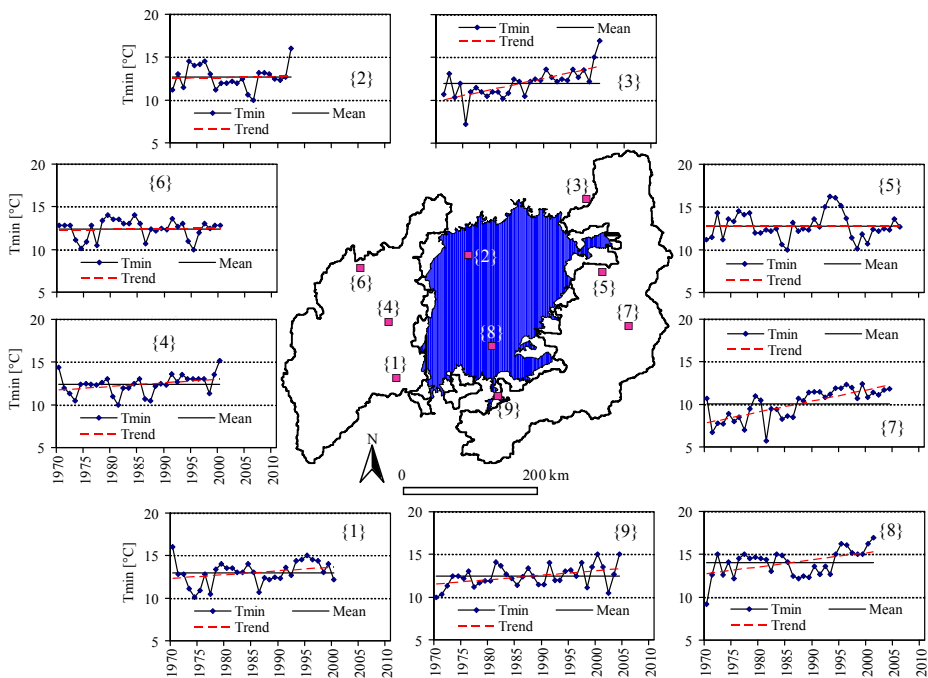 20
15
10
5
Tmin [°C]
{2}
Tmin
Mean
Trend
Tmin
Mean
Trend
{3}
20
15
10
5
Tmin [°C]
{6}
Tmin
Mean
Trend
20
15
10
5
{5}
Tmin
Mean
Trend
{3}
{2}
{6}
{5}
{4}
{7}
{8}
{1}
{9}
20
15
10
5
Tmin [°C]
{4}
Tmin
Mean
Trend
1970
1975
1980
1985
1990
1995
2000
2005
2010
20
15
10
5
Tmin
Mean
Trend
{7}
1970
1975
1980
1985
1990
1995
2000
2005
2010
N
0
200 km
20
15
10
5
Tmin [°C]
{1}
Tmin
Mean
Trend
1970
1975
1980
1985
1990
1995
2000
2005
2010
20
15
10
5
{9}
Tmin
Mean
Trend
1970
1975
1980
1985
1990
1995
2000
2005
2010
20
15
10
5
{8}
Tmin
Mean
Trend
1970
1975
1980
1985
1990
1995
2000
2005
2010